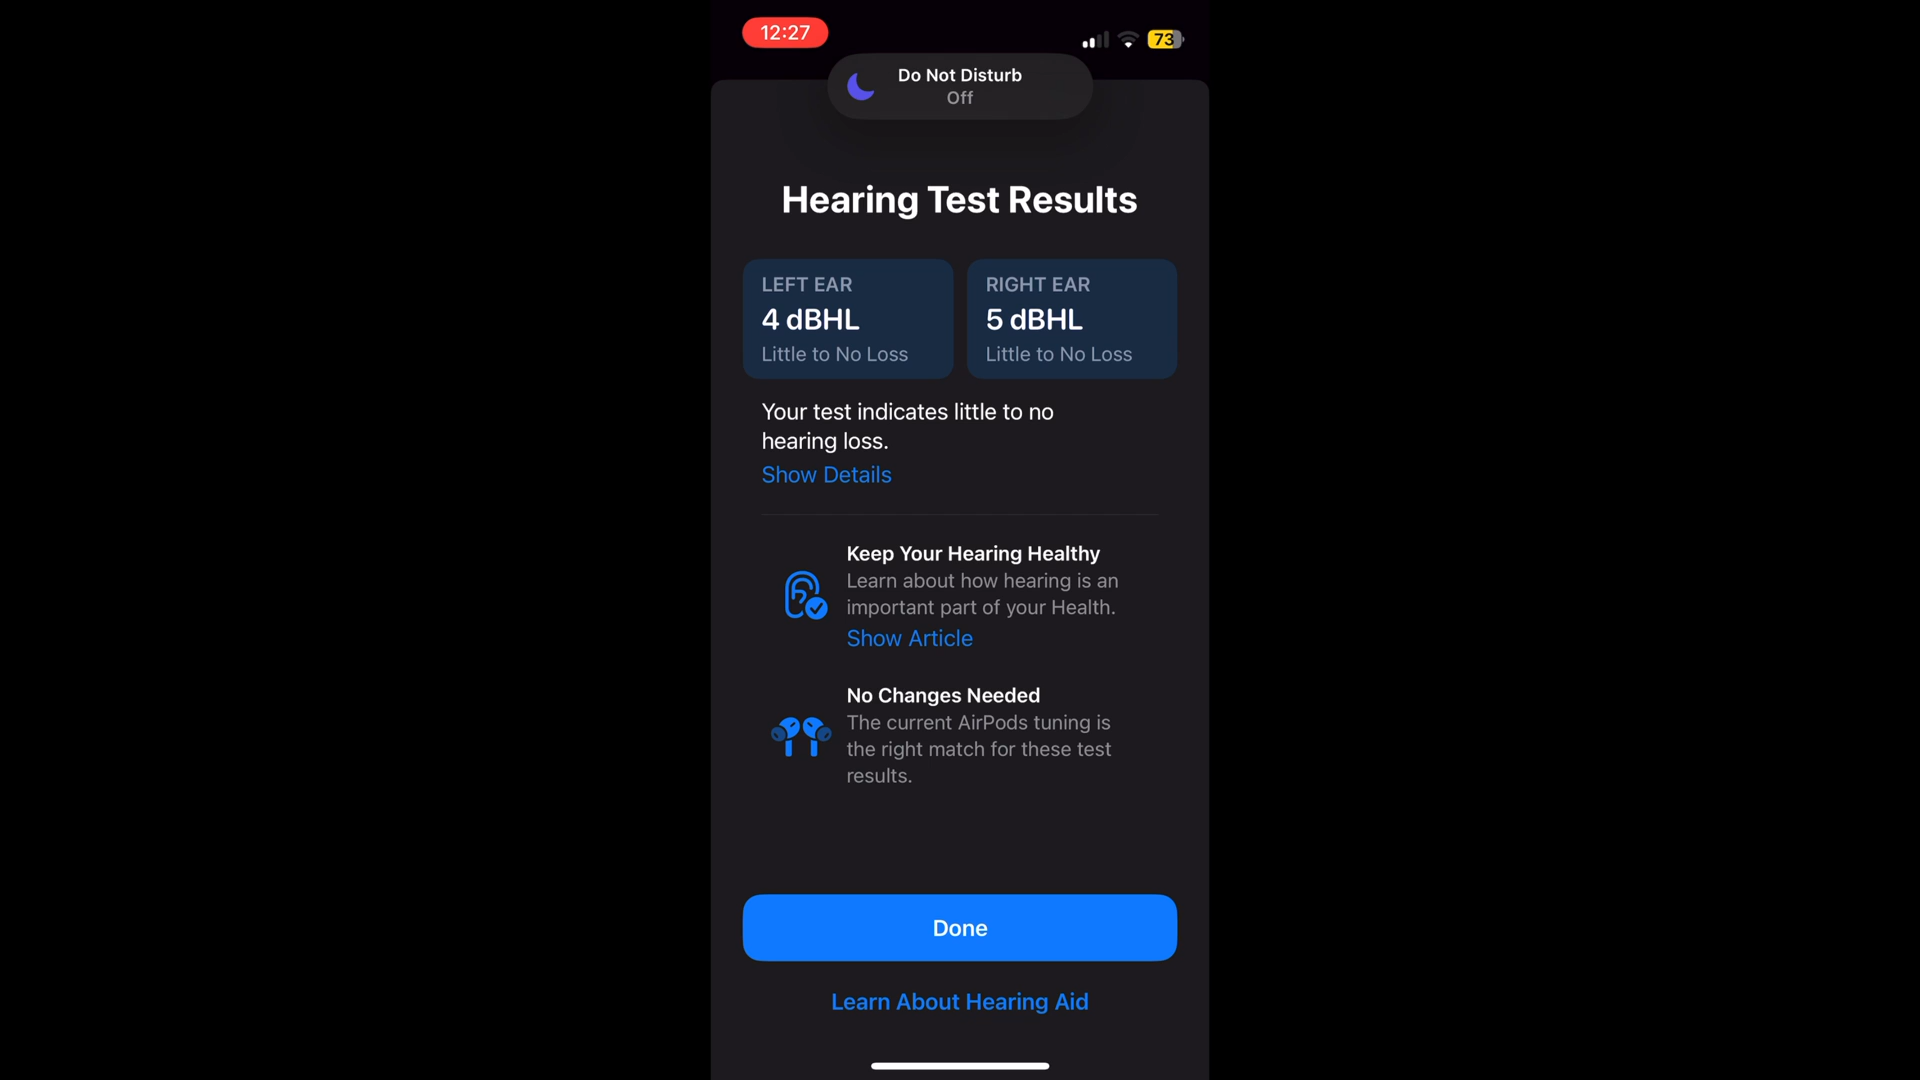 12:27
73
Do Not Disturb
Off
Hearing Test Results
LEFT EAR
4 dBHL
Little to No Loss
RIGHT EAR
5 dBHL
Little to No Loss
Your test indicates little to no
hearing loss.
Show Details
Keep Your Hearing Healthy
Learn about how hearing is an
important part of your Health.
Show Article
No Changes Needed
The current AirPods tuning is
the right match for these test
results.
Done
Learn About Hearing Aid